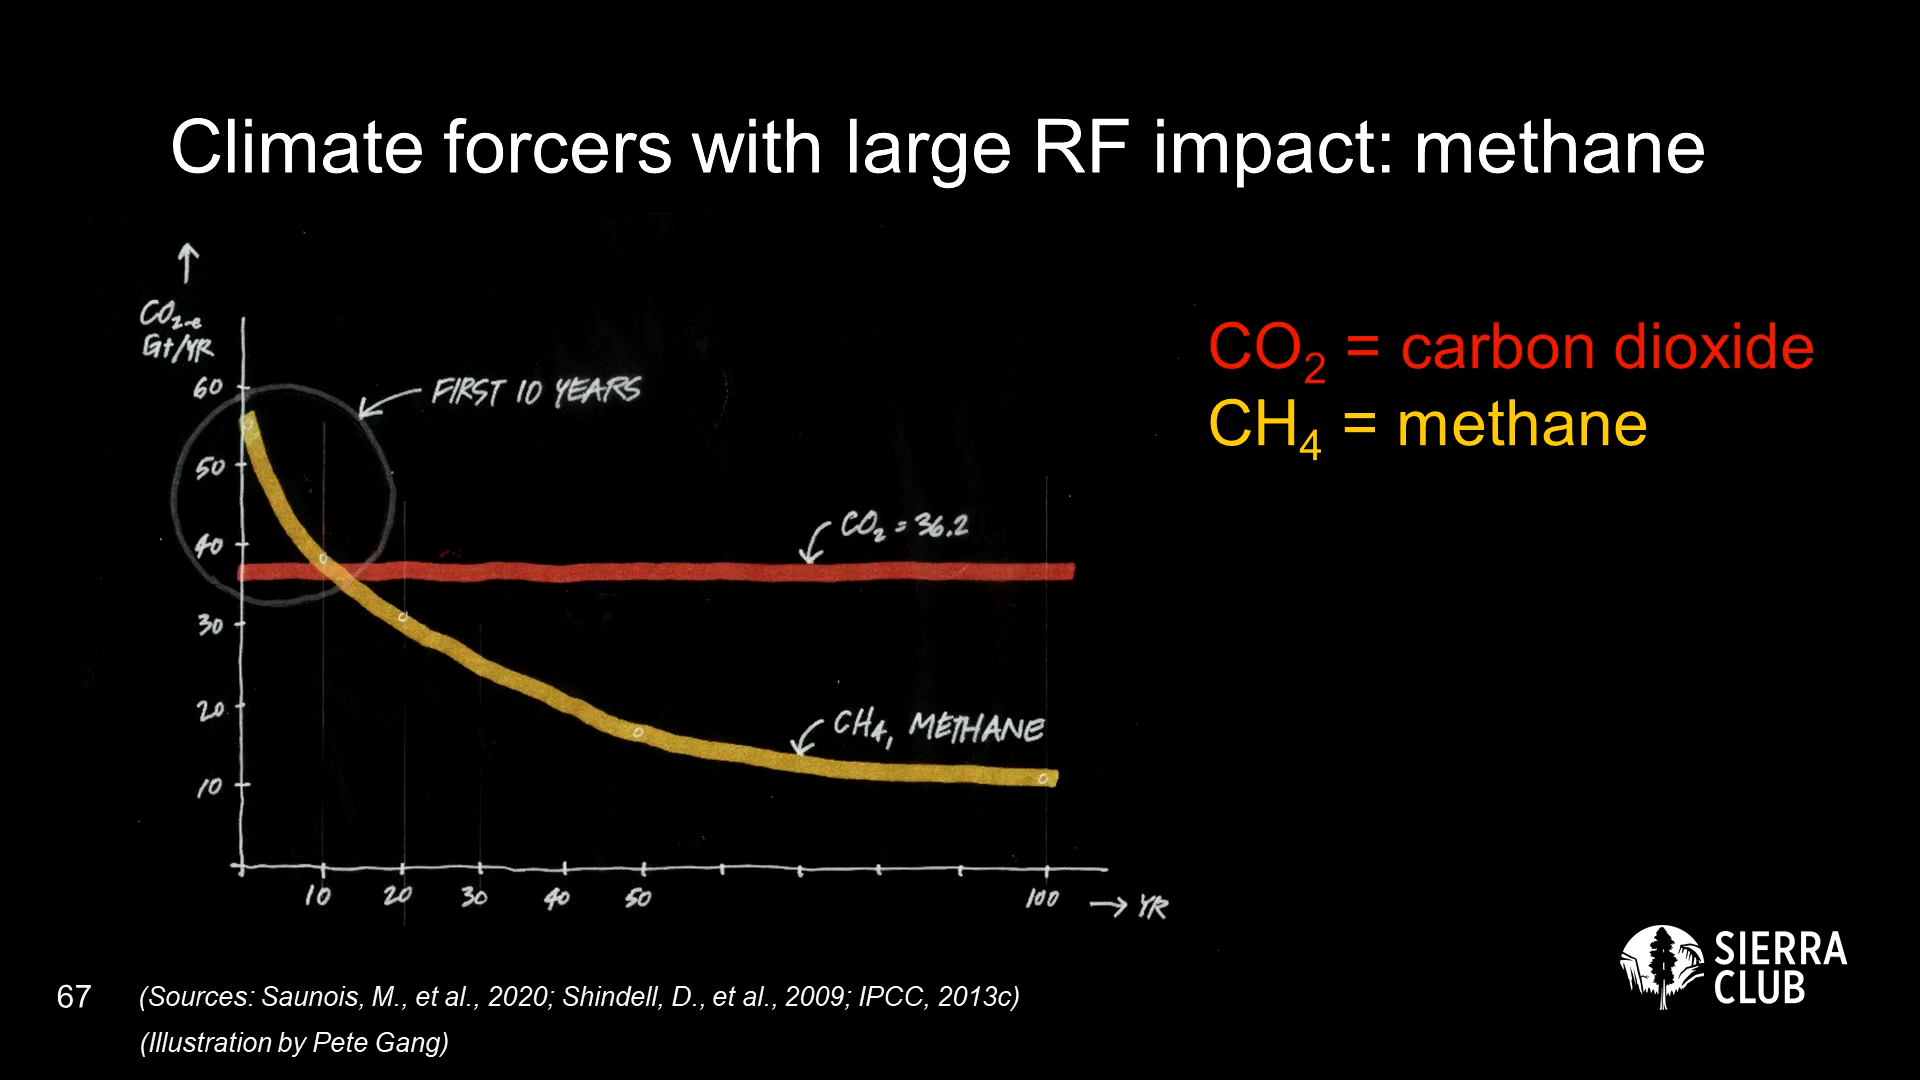 Climate forcers with large RF impact: methane
CO2-e
Gt/YR
60
50
40
30
20
10
FIRST 10 YEARS
CO2 = 36.2
CH4, METHANE
10 20 30 40 50 100 → YR
CO2 = carbon dioxide
CH4 = methane
SIERRA
CLUB
67 (Sources: Saunois, M., et al., 2020; Shindell, D., et al., 2009; IPCC, 2013c)
(Illustration by Pete Gang)